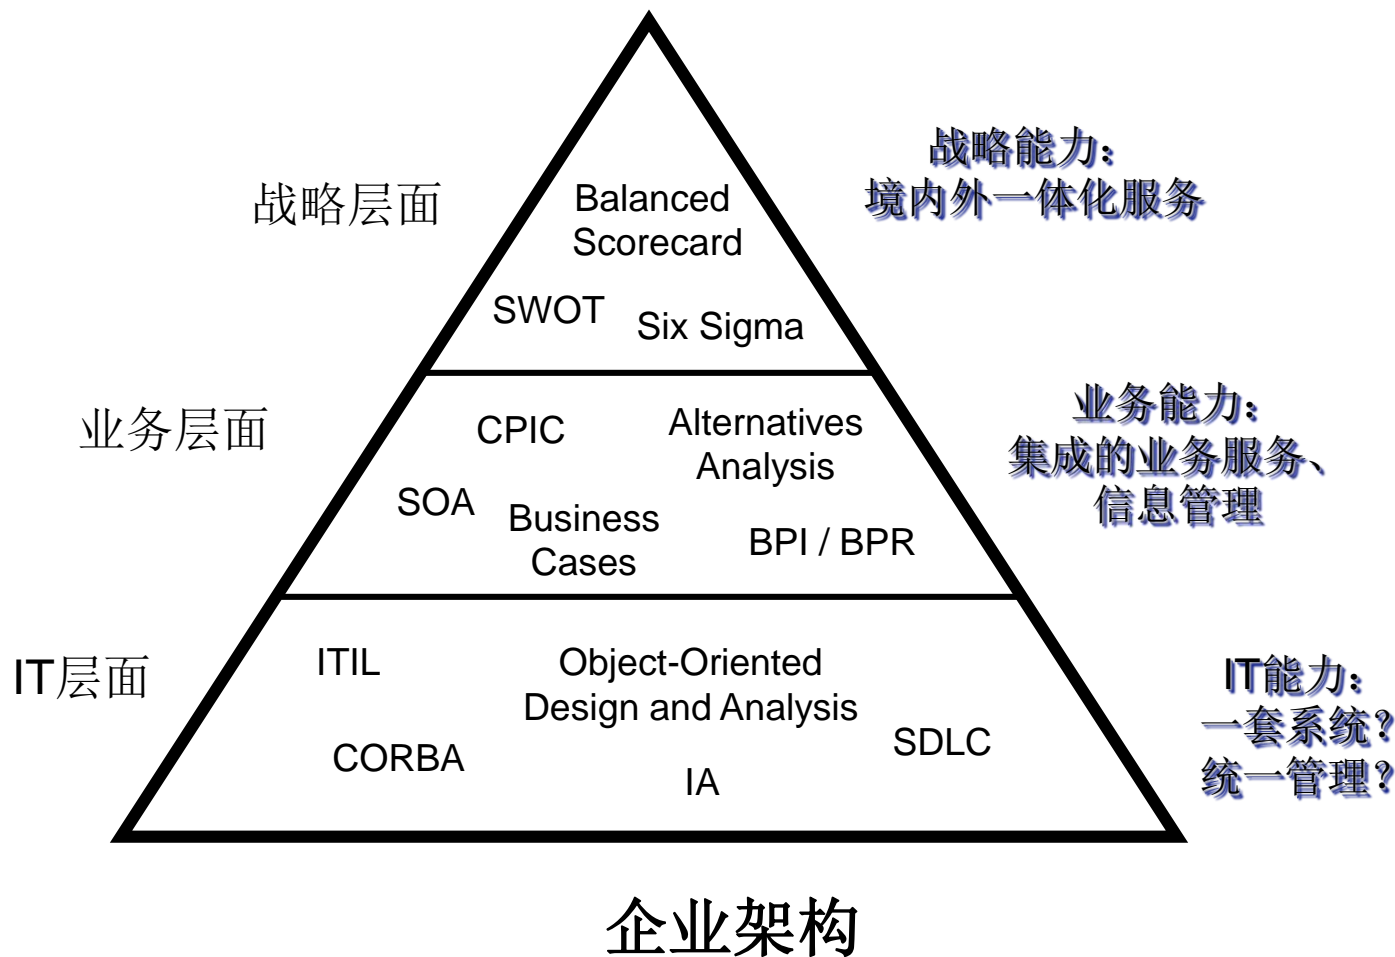 战略能力：
境内外一体化服务
战略层面
Balanced
Scorecard
SWOT
Six Sigma
业务能力：
集成的业务服务、
信息管理
业务层面
CPIC
Alternatives
Analysis
SOA
Business
Cases
BPI / BPR
IT层面
ITIL
Object-Oriented
Design and Analysis
CORBA
IA
SDLC
IT能力：
一套系统？
统一管理？
企业架构